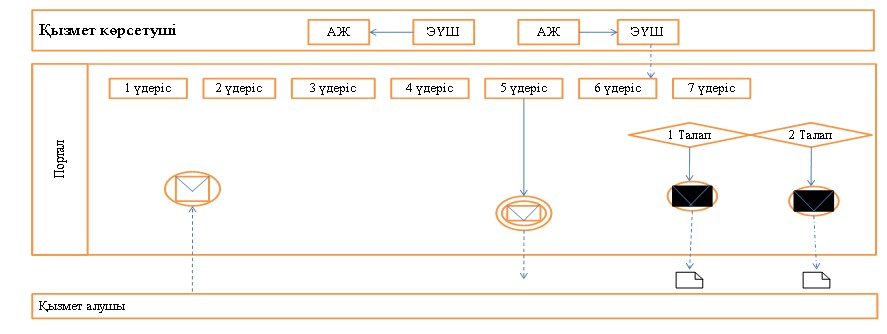 Қызмет көрсетуші
АЖ
ЭҮШ
АЖ
ЭҮШ
Портал
1 үдеріс
2 үдеріс
3 үдеріс
4 үдеріс
5 үдеріс
6 үдеріс
7 үдеріс
1 Талап
2 Талап
Қызмет алушы